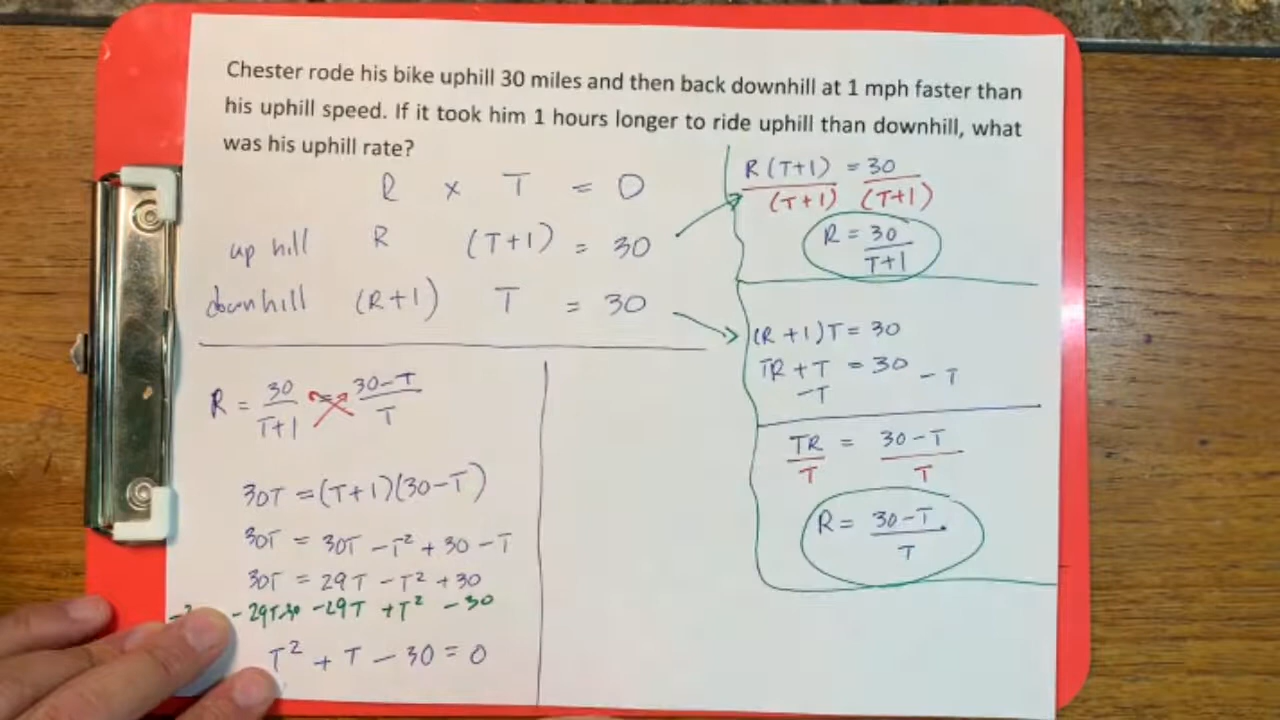 Chester rode his bike uphill 30 miles and then back downhill at 1 mph faster than
his uphill speed. If it took him 1 hours longer to ride uphill than downhill, what
was his uphill rate?
R × T = D
up hill R (T+1) = 30
downhill (R+1) T = 30
R(T+1) = 30
(T+1) (T+1)
R = 30
T+1
(R+1)T = 30
TR + T = 30 - T
-T
TR = 30-T
T T
R = 30-T
T
R = 30 = 30-T
T+1 T
30T = (T+1)(30-T)
30T = 30T - T² + 30 - T
30T = 29T - T² + 30
-29T-30 -29T + T² - 30
T² + T - 30 = 0